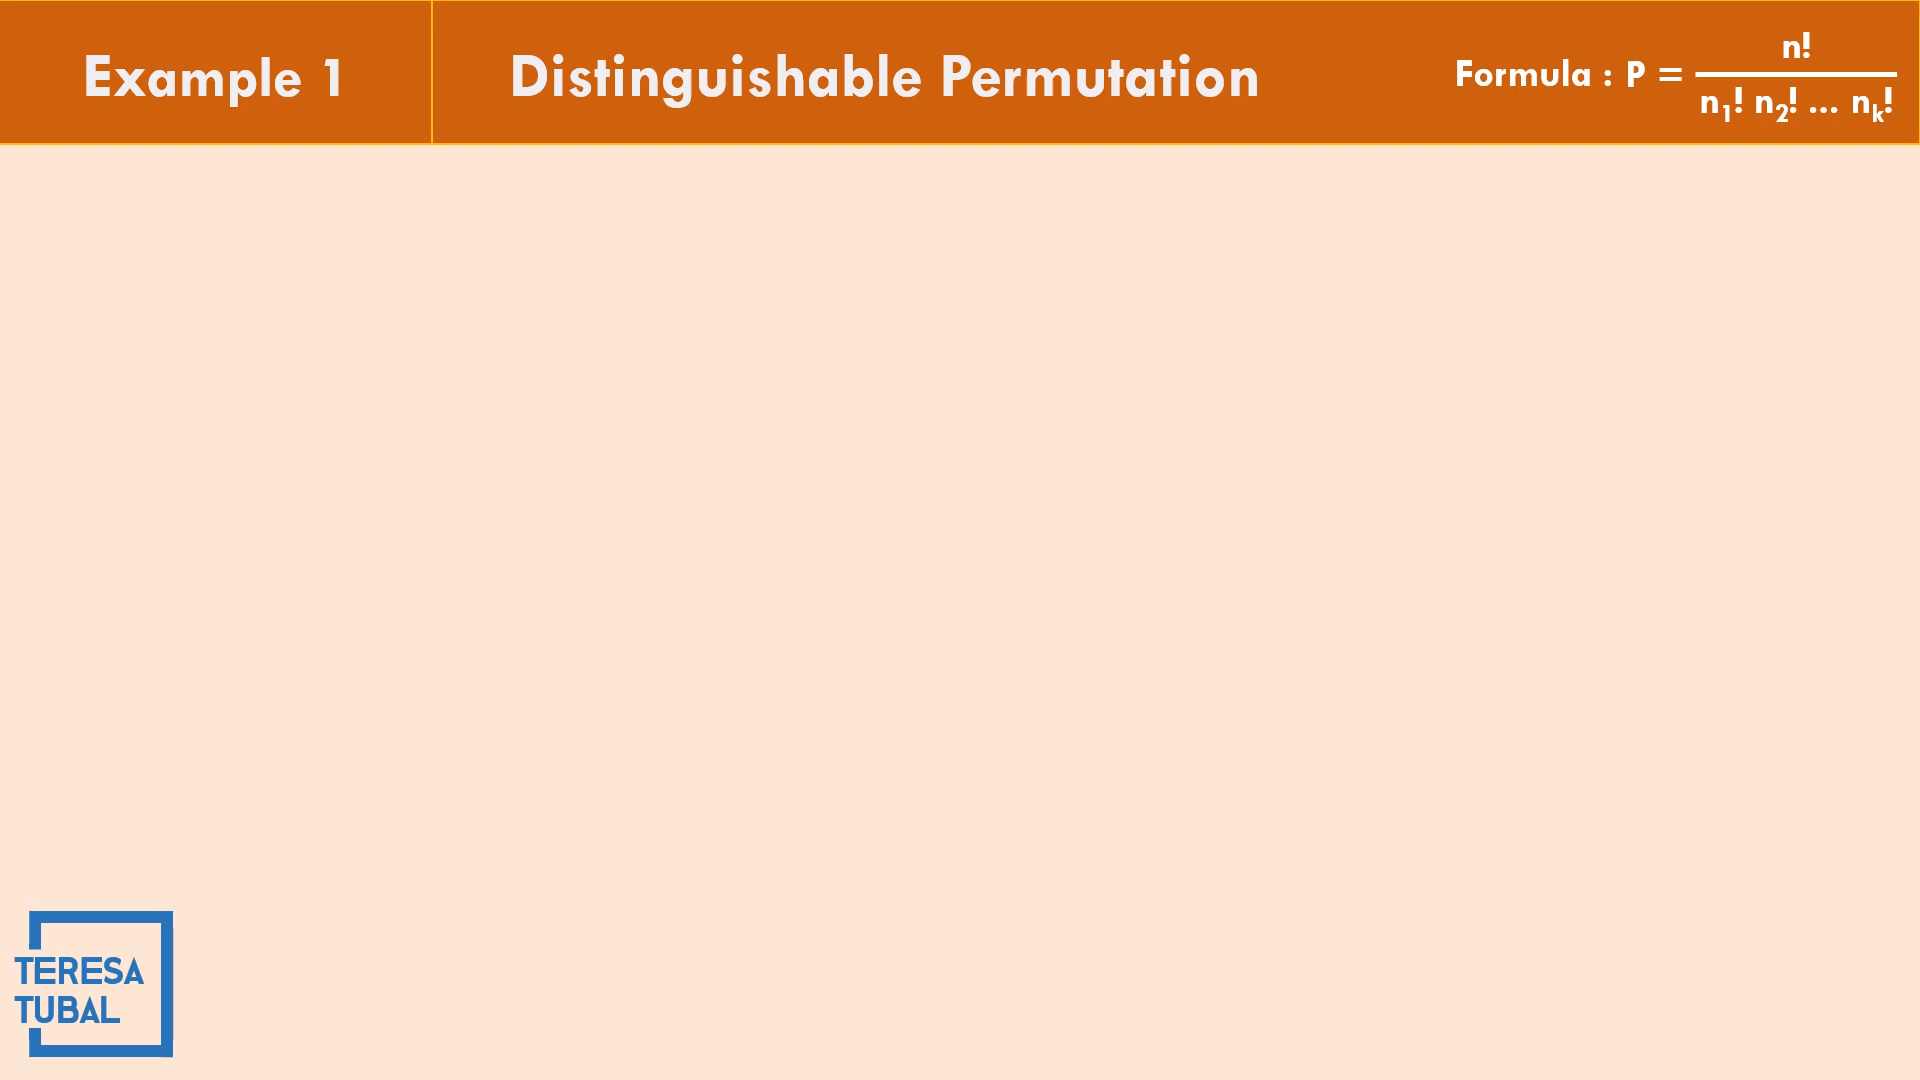 Example 1
Distinguishable Permutation
Formula : P = n! / n₁! n₂! ... nₖ!
TERESA
TUBAL